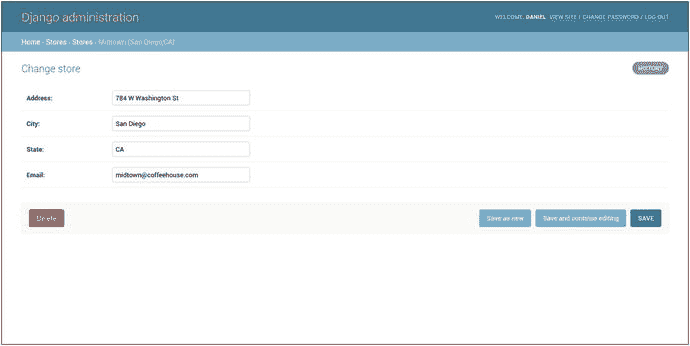 Django administration
WELCOME, DANIEL. VIEW SITE / CHANGE PASSWORD / LOG OUT
Home › Stores › Stores › Midtown (San Diego,CA)
Change store
HISTORY
Address: 784 W Washington St
City: San Diego
State: CA
Email: midtown@coffeehouse.com
Delete
Save as new
Save and continue editing
SAVE